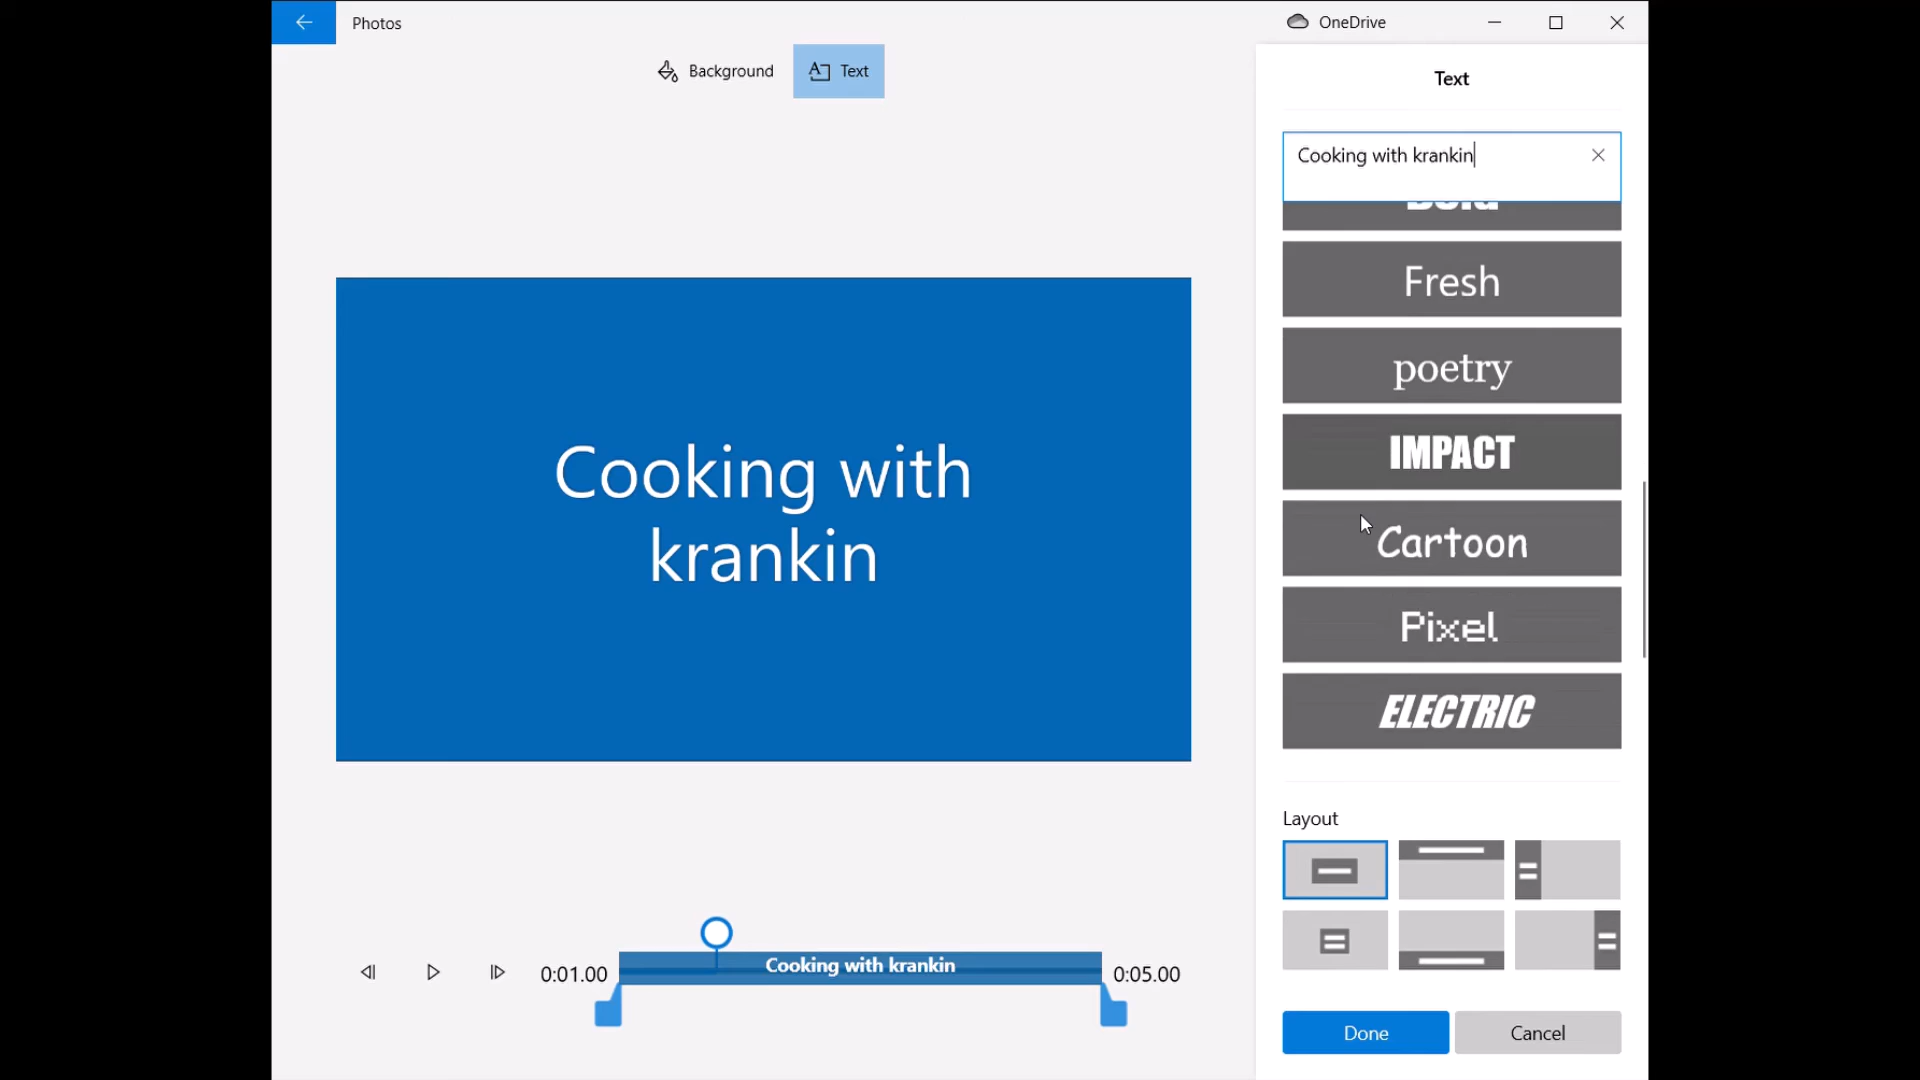 Photos
OneDrive
Background
Text
Text
Cooking with krankin
Bold
Fresh
poetry
IMPACT
Cartoon
Pixel
ELECTRIC
Cooking with
krankin
Layout
0:01.00
Cooking with krankin
0:05.00
Done
Cancel